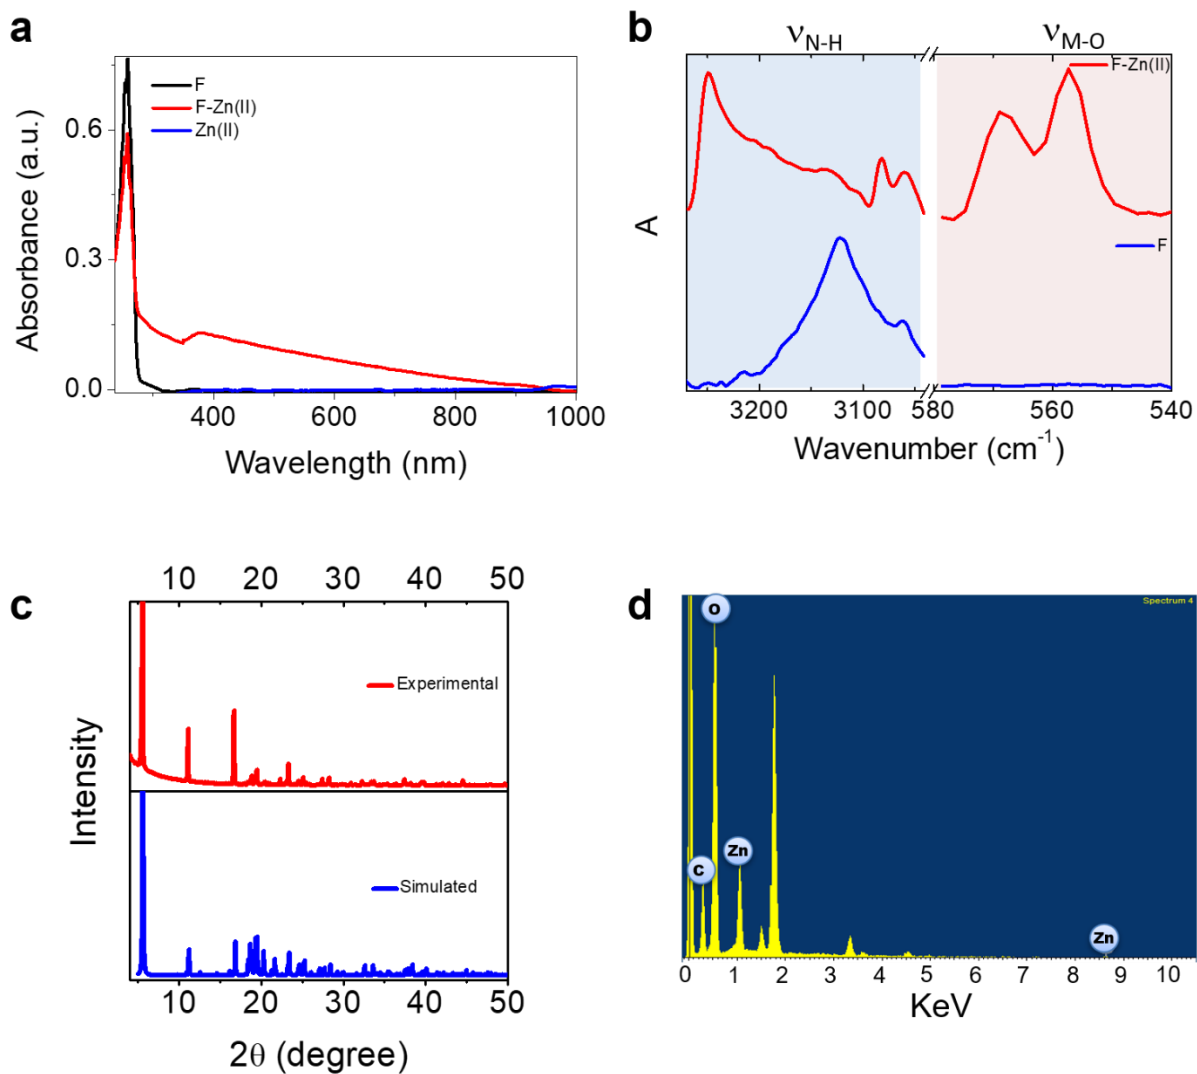 a
F
F-Zn(II)
Zn(II)
0.6
0.3
0.0
Absorbance (a.u.)
400 600 800 1000
Wavelength (nm)
b
νN-H νM-O
F-Zn(II)
F
A
3200 3100 580 560 540
Wavenumber (cm-1)
c
10 20 30 40 50
Experimental
Simulated
Intensity
10 20 30 40 50
2θ (degree)
d
Spectrum 4
O
C
Zn
Zn
0 1 2 3 4 5 6 7 8 9 10
KeV